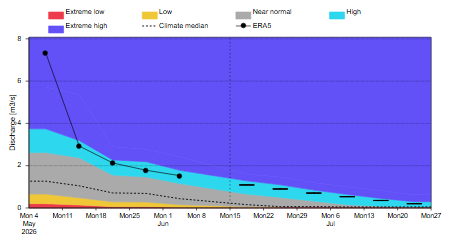 Extreme low
Low
Near normal
High
Extreme high
Climate median
ERA5
Discharge [m3/s]
8
6
4
2
0
Mon 4
Mon11
Mon18
Mon25
Mon 1
Mon 8
Mon15
Mon22
Mon29
Mon 6
Mon13
Mon20
Mon27
May
Jun
Jul
2026